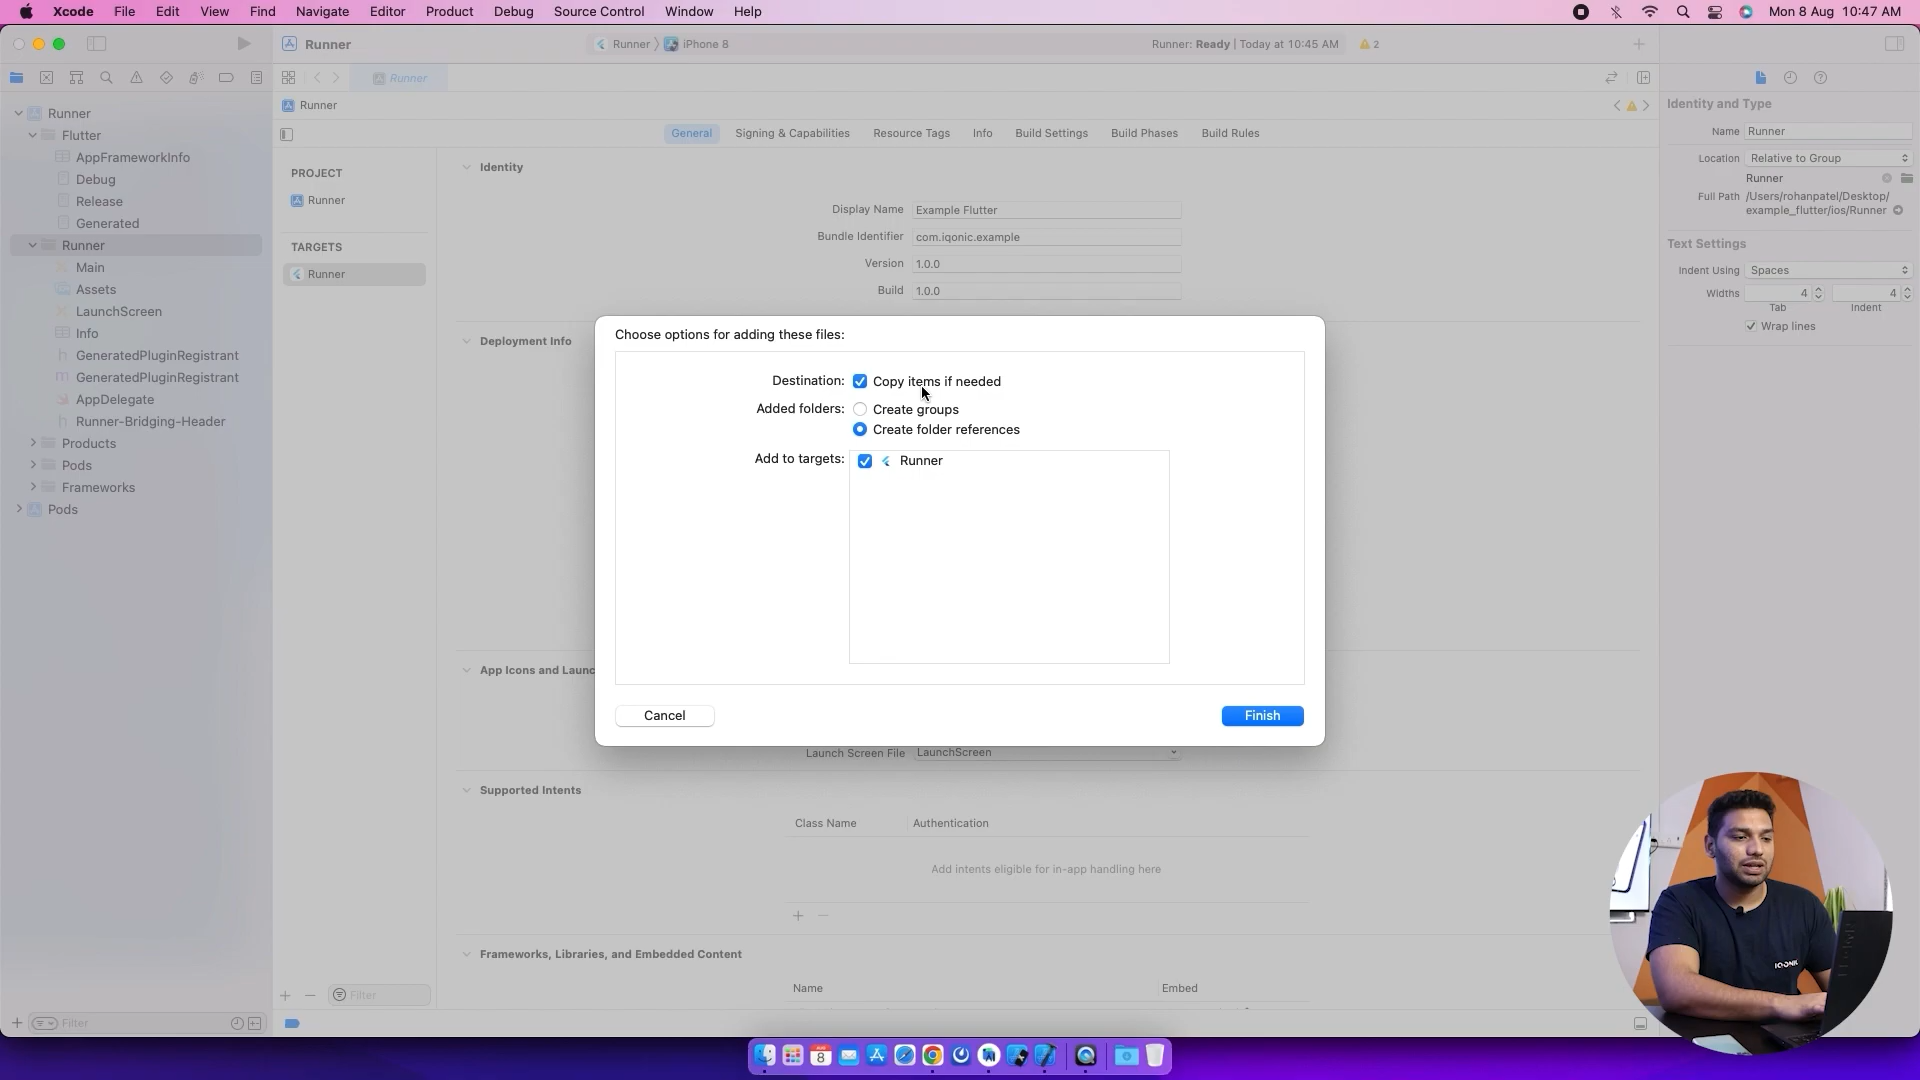 Xcode File Edit View Find Navigate Editor Product Debug Source Control Window Help Mon 8 Aug 10:47 AM
Runner Runner iPhone 8 Runner: Ready | Today at 10:45 AM 2
Runner
Runner
General Signing & Capabilities Resource Tags Info Build Settings Build Phases Build Rules
Runner
Flutter
AppFrameworkInfo
Debug
Release
Generated
Runner
Main
Assets
LaunchScreen
Info
GeneratedPluginRegistrant
GeneratedPluginRegistrant
AppDelegate
Runner-Bridging-Header
Products
Pods
Frameworks
Pods
Filter
PROJECT
Runner
TARGETS
Runner
Filter
Identity
Display Name Example Flutter
Bundle Identifier com.iqonic.example
Version 1.0.0
Build 1.0.0
Deployment Info
Choose options for adding these files:
Destination: Copy items if needed
Added folders: Create groups
Create folder references
Add to targets: Runner
Cancel Finish
App Icons and Launc
Launch Screen File LaunchScreen
Supported Intents
Class Name Authentication
Add intents eligible for in-app handling here
Frameworks, Libraries, and Embedded Content
Name Embed
Identity and Type
Name Runner
Location Relative to Group
Runner
Full Path /Users/rohanpatel/Desktop/
example_flutter/ios/Runner
Text Settings
Indent Using Spaces
Widths 4 4
Tab Indent
Wrap lines
AUG
8